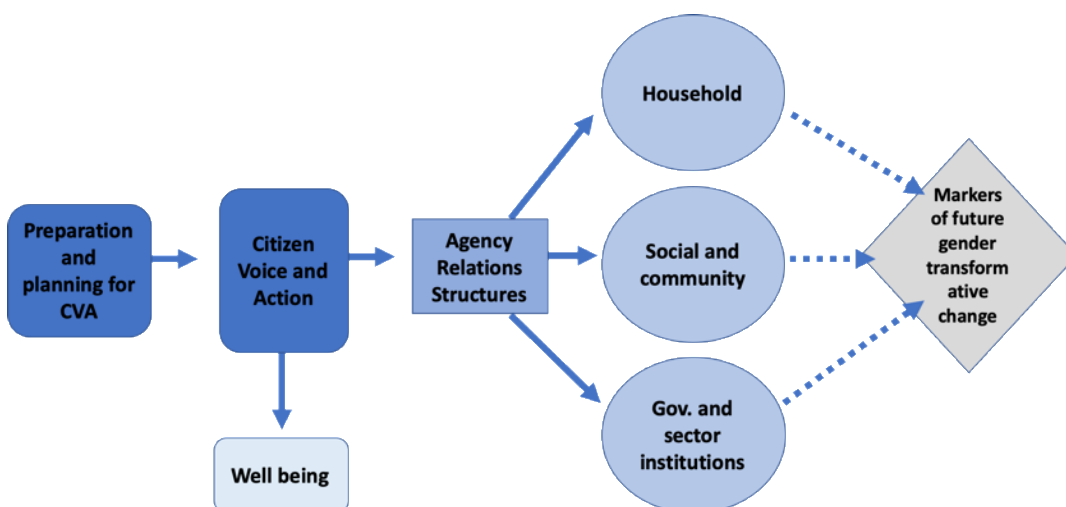 Preparation
and
planning for
CVA
Citizen
Voice and
Action
Well being
Agency
Relations
Structures
Household
Social and
community
Gov. and
sector
institutions
Markers
of future
gender
transform
ative
change